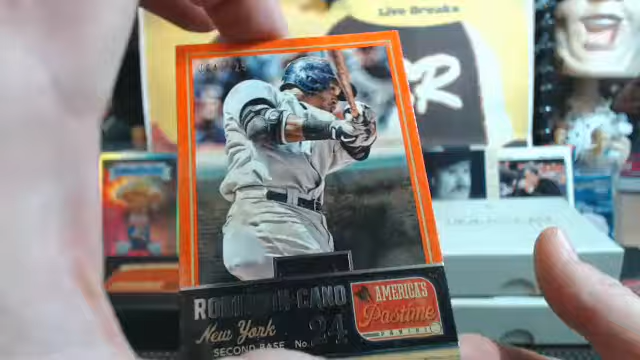 Live Breaks
ROBINSON CANO
New York
SECOND BASE No. 24
AMERICA'S
Pastime
PANINI